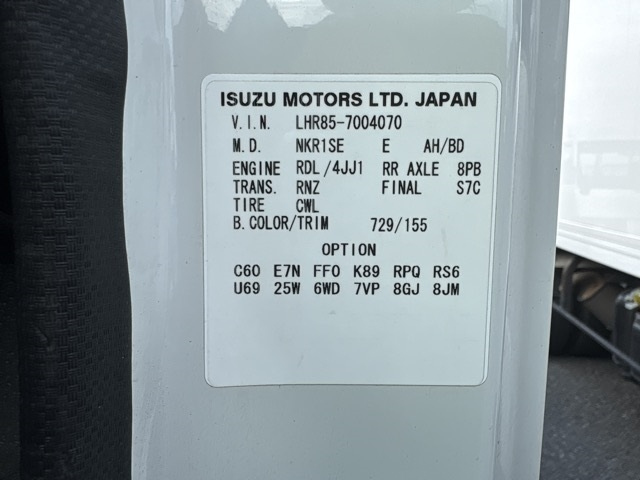 ISUZU MOTORS LTD. JAPAN
V.I.N. LHR85-7004070
M.D. NKR1SE E AH/BD
ENGINE RDL/4JJ1 RR AXLE 8PB
TRANS. RNZ FINAL S7C
TIRE CWL
B.COLOR/TRIM 729/155
OPTION
C60 E7N FF0 K89 RPQ RS6
U69 25W 6WD 7VP 8GJ 8JM